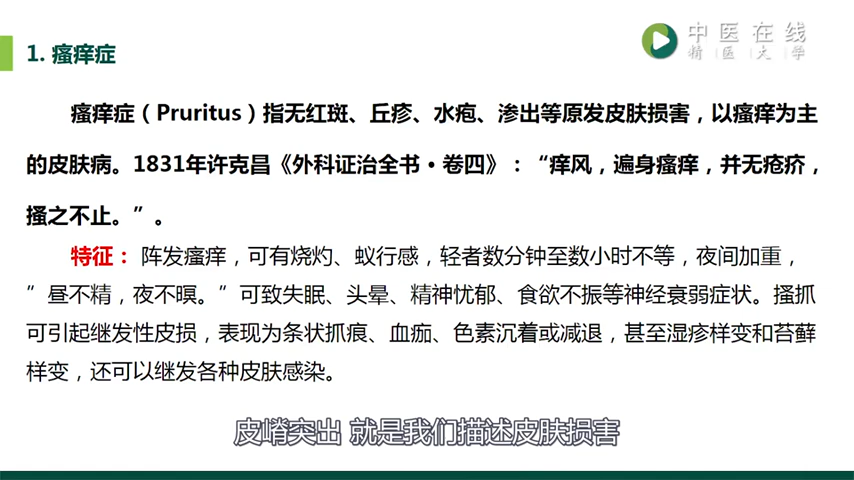 1. 瘙痒症
中医在线
精医大学
瘙痒症（Pruritus）指无红斑、丘疹、水疱、渗出等原发皮肤损害，以瘙痒为主
的皮肤病。1831年许克昌《外科证治全书·卷四》：“痒风，遍身瘙痒，并无疮疥，
搔之不止。”。
特征： 阵发瘙痒，可有烧灼、蚁行感，轻者数分钟至数小时不等，夜间加重，
”昼不精，夜不暝。”可致失眠、头晕、精神忧郁、食欲不振等神经衰弱症状。搔抓
可引起继发性皮损，表现为条状抓痕、血痂、色素沉着或减退，甚至湿疹样变和苔藓
样变，还可以继发各种皮肤感染。
皮嵴突出 就是我们描述皮肤损害